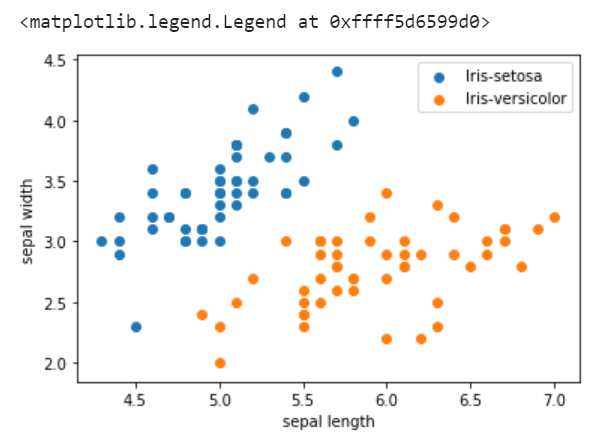 <matplotlib.legend.Legend at 0xffff5d6599d0>
4.5
Iris-setosa
Iris-versicolor
4.0
3.5
sepal width
3.0
2.5
2.0
4.5 5.0 5.5 6.0 6.5 7.0
sepal length